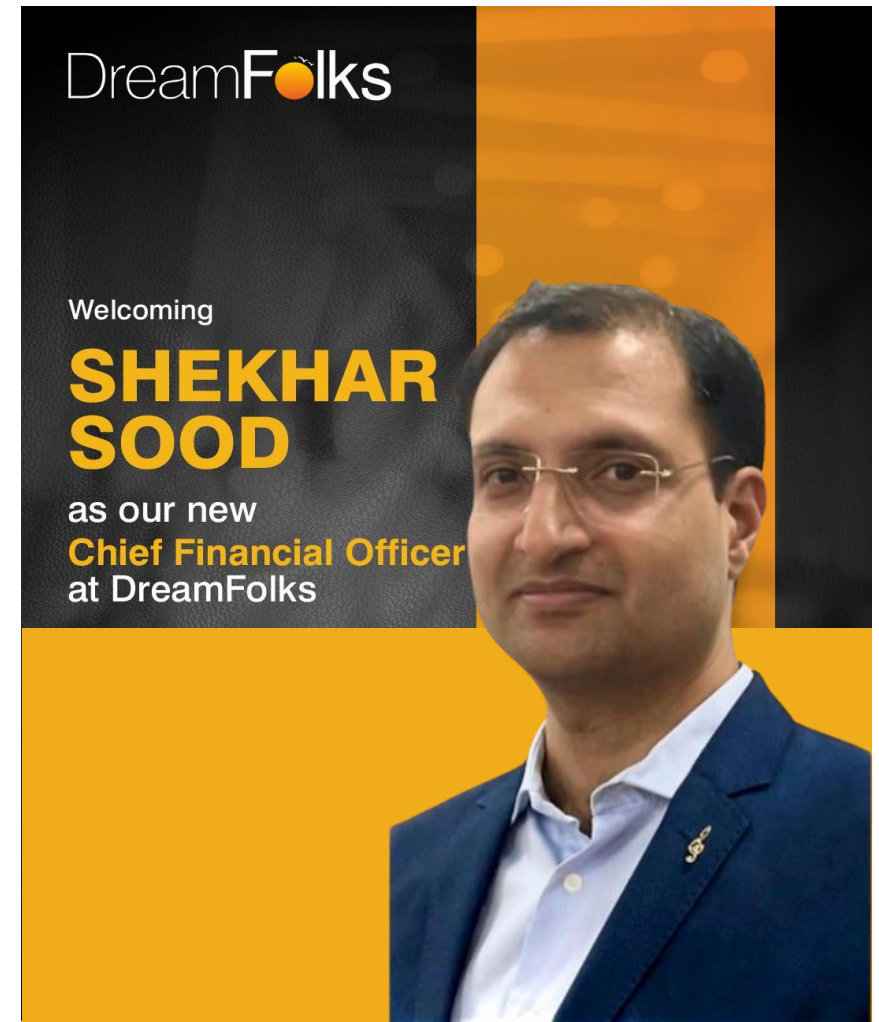 DreamFolks
Welcoming
SHEKHAR
SOOD
as our new
Chief Financial Officer
at DreamFolks